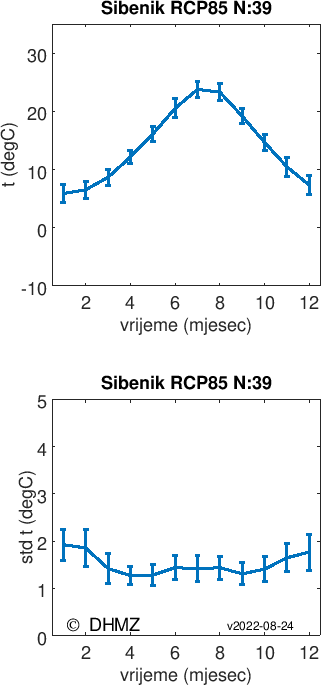 Sibenik RCP85 N:39
30
20
10
0
-10
t (degC)
2 4 6 8 10 12
vrijeme (mjesec)
Sibenik RCP85 N:39
5
4
3
2
1
0
std t (degC)
© DHMZ v2022-08-24
2 4 6 8 10 12
vrijeme (mjesec)